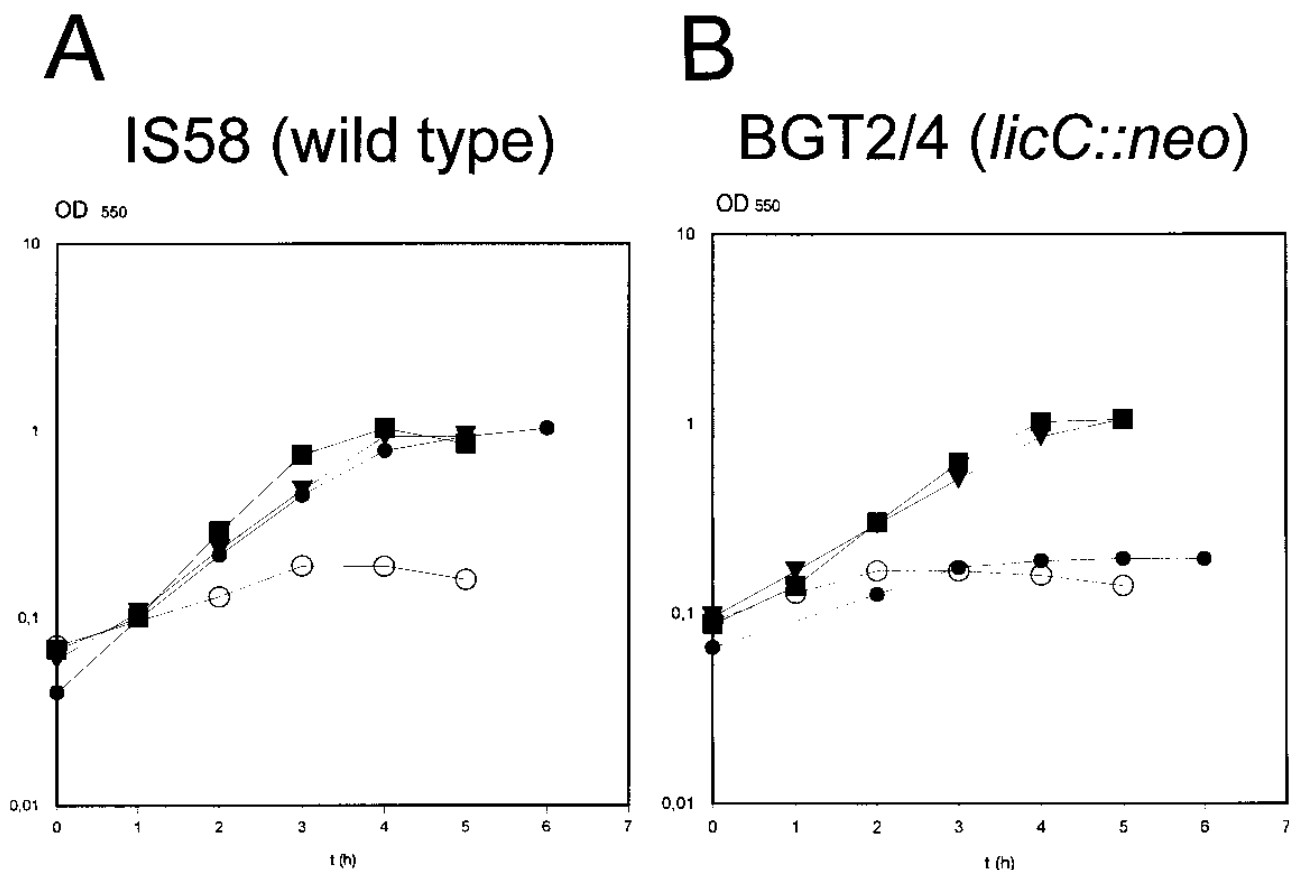 A
IS58 (wild type)
OD 550
10
1
0,1
0,01
0 1 2 3 4 5 6 7
t (h)
B
BGT2/4 (licC::neo)
OD 550
10
1
0,1
0,01
0 1 2 3 4 5 6 7
t (h)